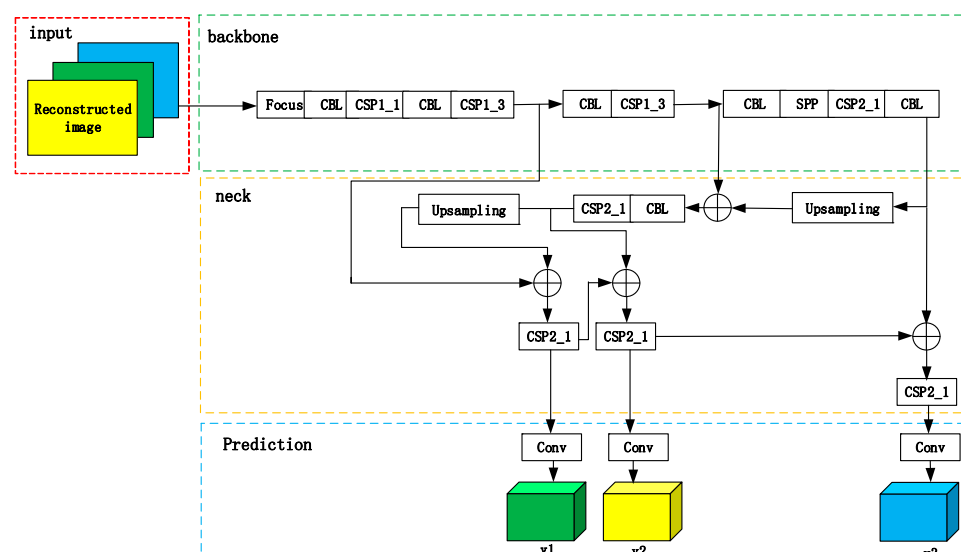 input
backbone
Reconstructed
image
Focus CBL CSP1_1 CBL CSP1_3
CBL CSP1_3
CBL SPP CSP2_1 CBL
neck
Upsampling
CSP2_1 CBL
Upsampling
CSP2_1
CSP2_1
CSP2_1
Prediction
Conv
Conv
Conv